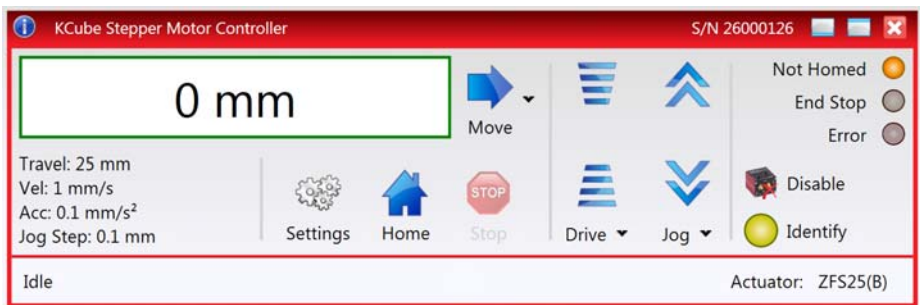 KCube Stepper Motor Controller S/N 26000126
0 mm
Move
Not Homed
End Stop
Error
Travel: 25 mm
Vel: 1 mm/s
Acc: 0.1 mm/s²
Jog Step: 0.1 mm
Settings Home STOP Stop
Drive Jog
Disable
Identify
Idle Actuator: ZFS25(B)